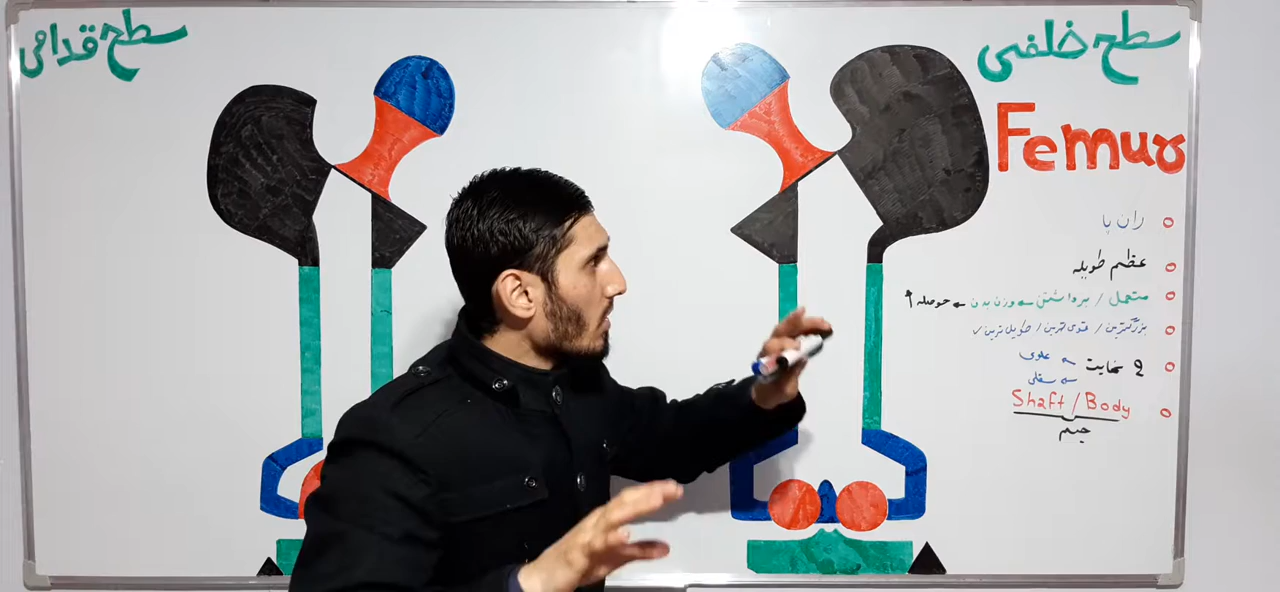 سطح قدامی
سطح خلفی
Femur
ران پا
عظم طویله
متحمل / برداشتن ← وزن بدن ← حوصله ↑
بزرگترین / قوی ترین / طویل ترین ✓
2 نهایت ← علوی
← سفلی
Shaft / Body
جسم